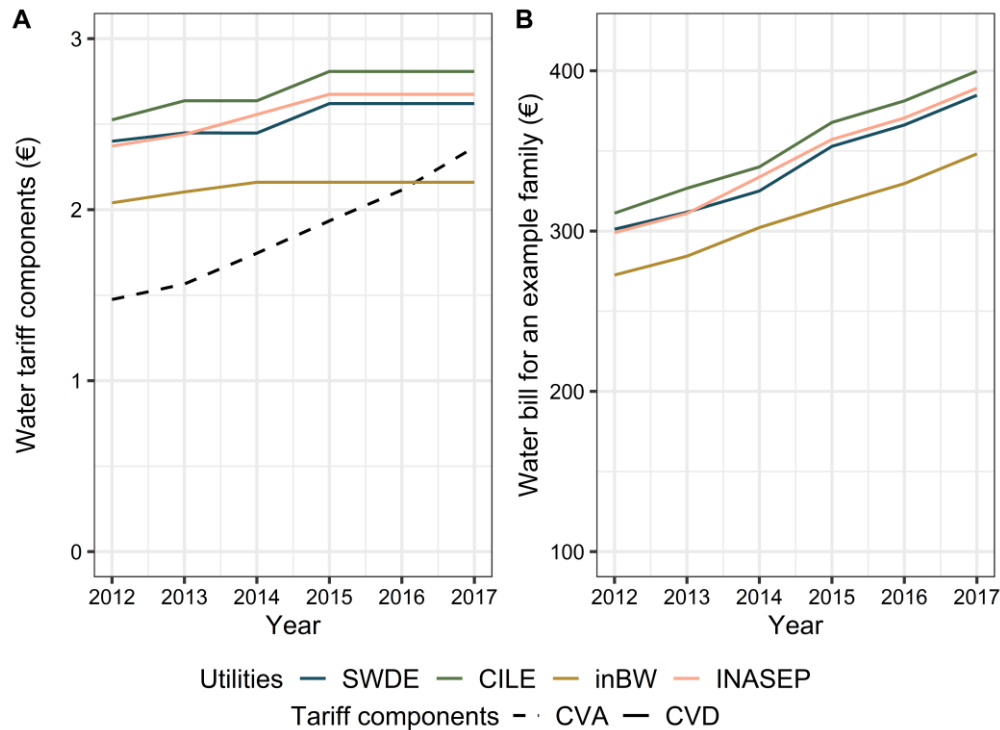 A
B
Water tariff components (€)
3
2
1
0
2012 2013 2014 2015 2016 2017
Year
Water bill for an example family (€)
400
300
200
100
2012 2013 2014 2015 2016 2017
Year
Utilities SWDE CILE inBW INASEP
Tariff components CVA CVD